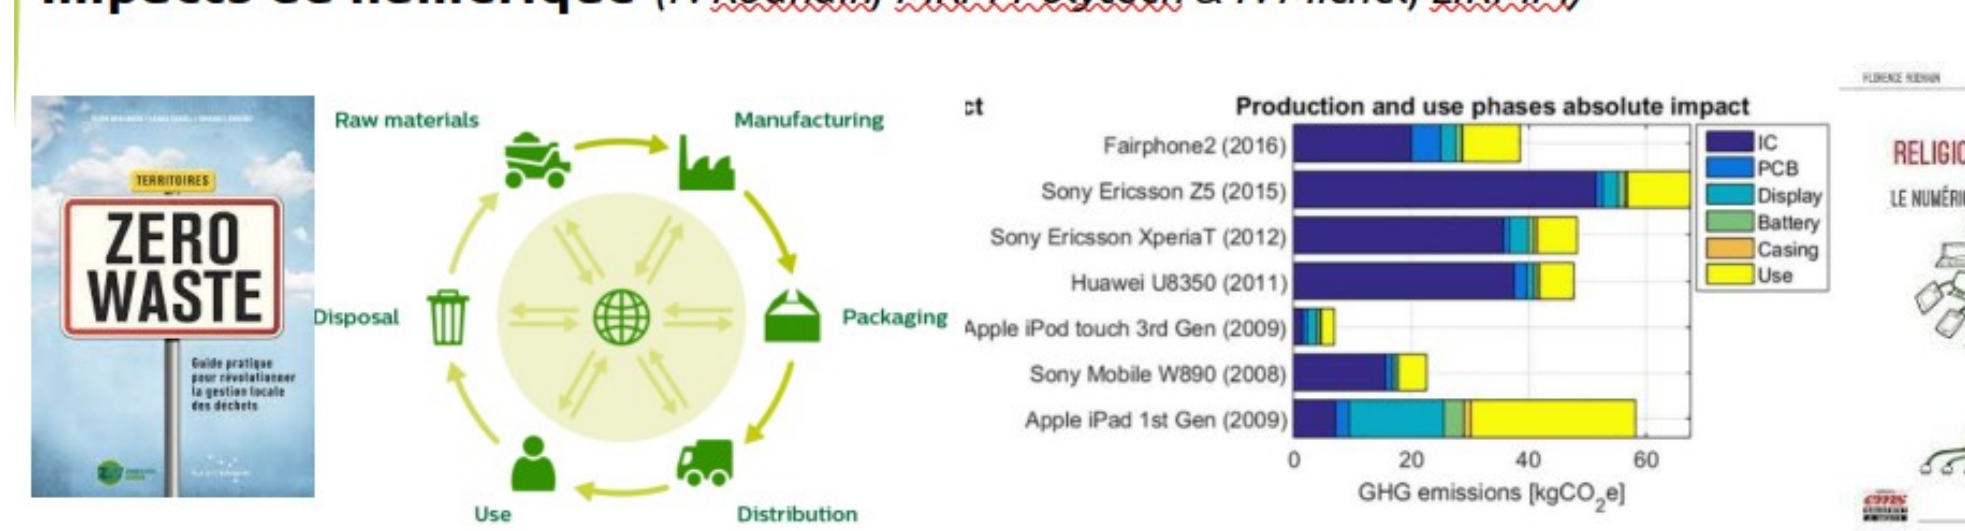 TERRITOIRES
ZERO
WASTE
Guide pratique
pour révolutionner
la gestion locale
des déchets
Raw materials
Manufacturing
Packaging
Distribution
Use
Disposal
ct
Production and use phases absolute impact
Fairphone2 (2016)
Sony Ericsson Z5 (2015)
Sony Ericsson XperiaT (2012)
Huawei U8350 (2011)
Apple iPod touch 3rd Gen (2009)
Sony Mobile W890 (2008)
Apple iPad 1st Gen (2009)
0 20 40 60
GHG emissions [kgCO2e]
IC
PCB
Display
Battery
Casing
Use
RELIGIO
LE NUMÉRI
ems